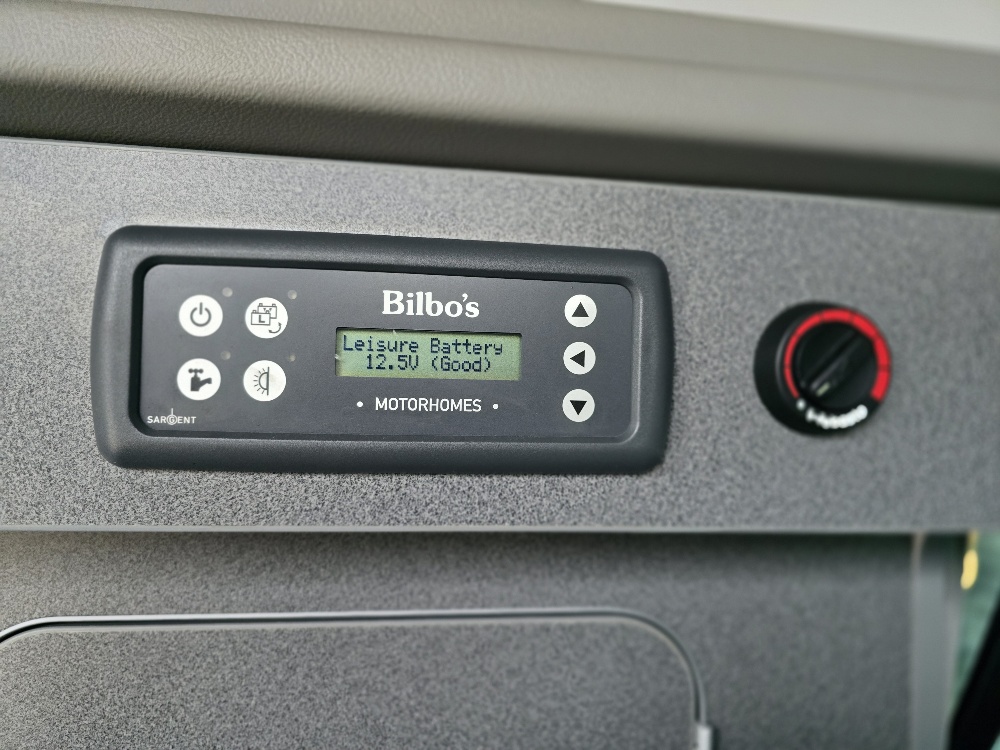 Bilbo's
Leisure Battery
12.5V (Good)
• MOTORHOMES •
SARGENT
L